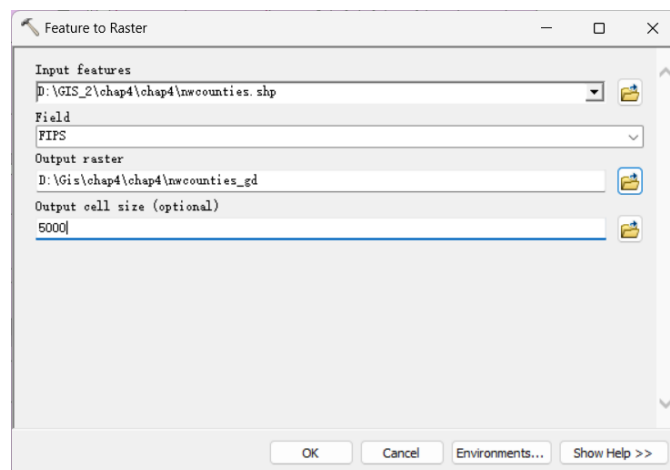 Feature to Raster
Input features
D:\GIS_2\chap4\chap4\nwcounties.shp
Field
FIPS
Output raster
D:\Gis\chap4\chap4\nwcounties_gd
Output cell size (optional)
5000
OK Cancel Environments... Show Help >>